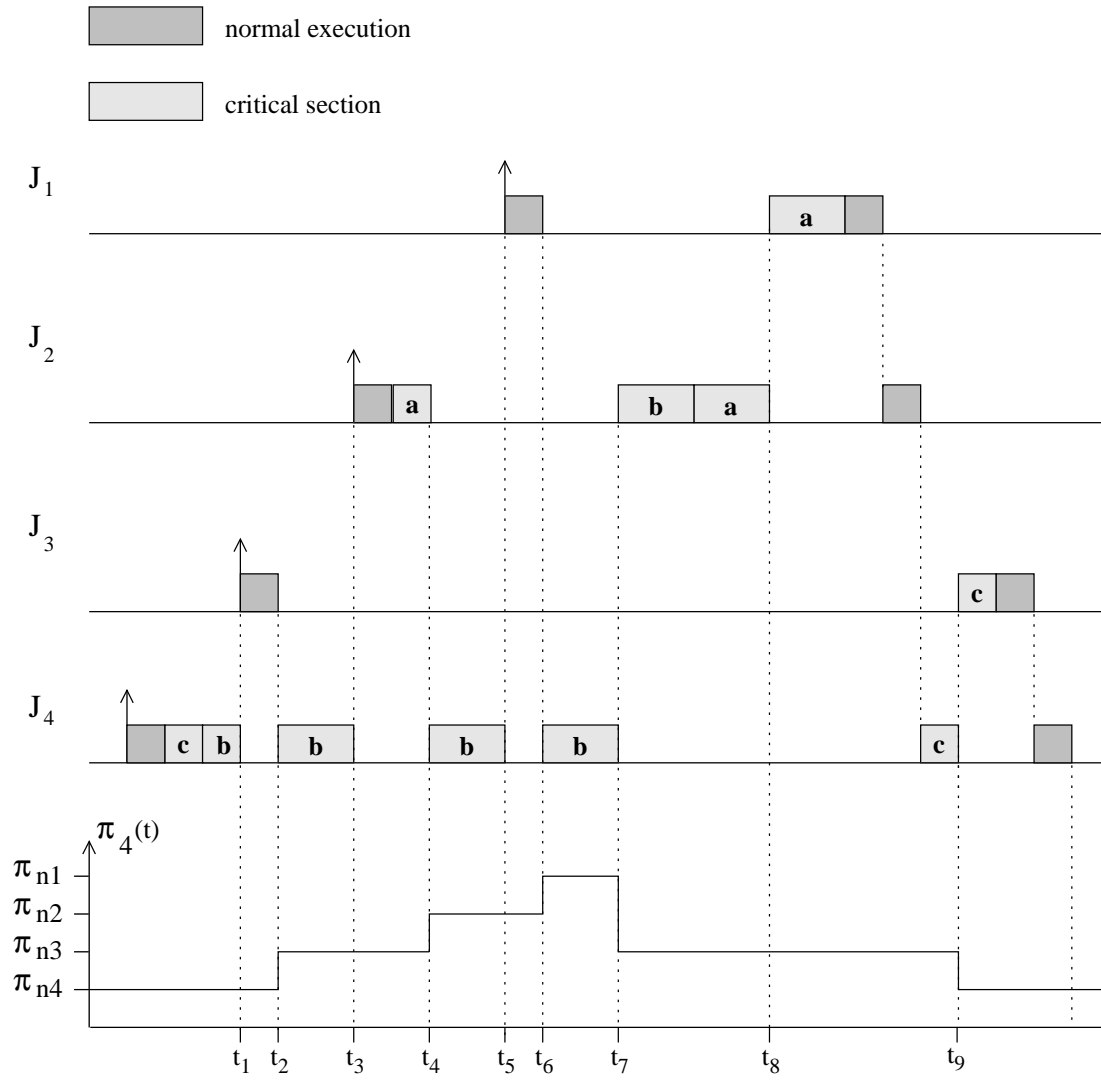 normal execution
critical section
J1
a
J2
a b a
J3
c
J4
c b b b b c
π4(t)
πn1
πn2
πn3
πn4
t1 t2 t3 t4 t5 t6 t7 t8 t9